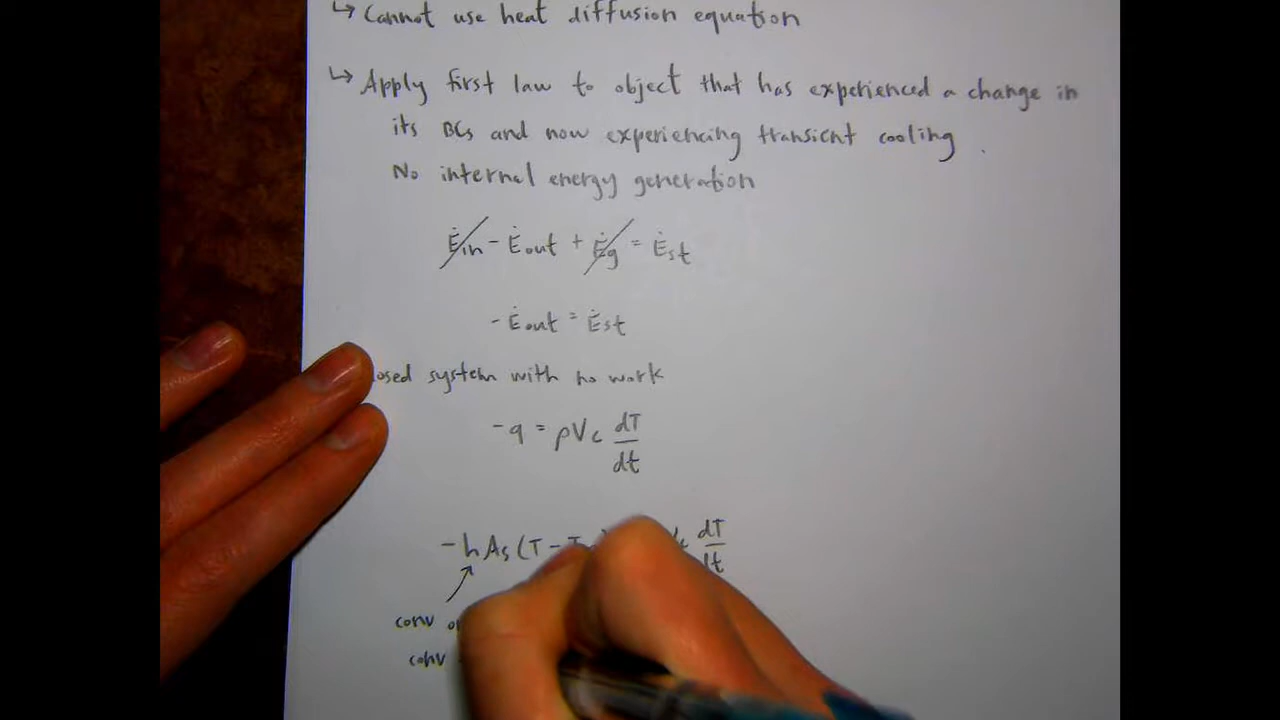 ↳ Cannot use heat diffusion equation
↳ Apply first law to object that has experienced a change in
its BCs and now experiencing transient cooling .
No internal energy generation
Ėin - Ėout + Ėg = Ėst
- Ėout = Ėst
osed system with no work
-q = ρVc dT/dt
-hAs(T- c dT/dt
conv
conv